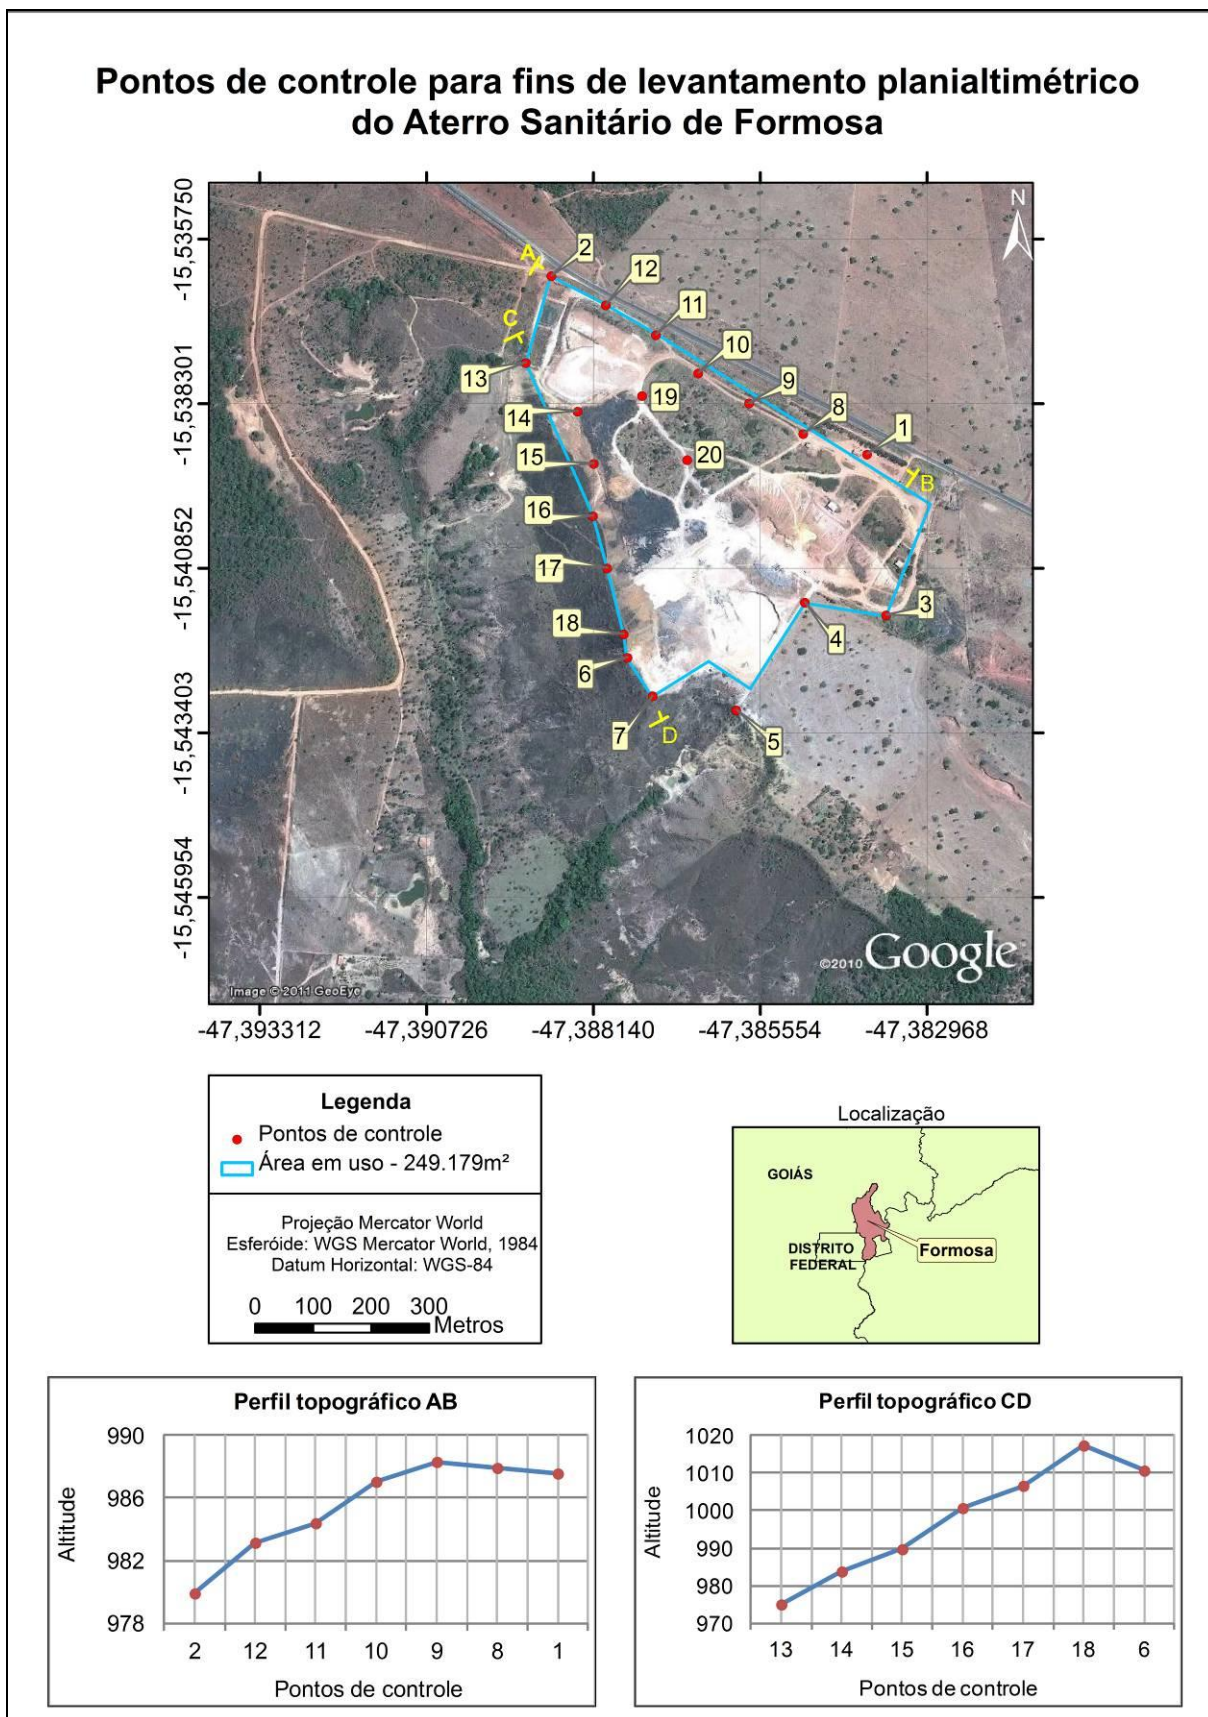 Pontos de controle para fins de levantamento planialtimétrico
do Aterro Sanitário de Formosa
-15,535750
-15,538301
-15,540852
-15,543403
-15,545954
N
A
2
12
C
11
10
13
9
19
8
14
1
15
20
B
16
17
3
18
4
6
7
D
5
©2010 Google
Image © 2011 GeoEye
-47,393312 -47,390726 -47,388140 -47,385554 -47,382968
Legenda
Pontos de controle
Área em uso - 249.179m²
Projeção Mercator World
Esferóide: WGS Mercator World, 1984
Datum Horizontal: WGS-84
0 100 200 300
Metros
Localização
GOIÁS
DISTRITO
FEDERAL
Formosa
Perfil topográfico AB
Altitude
990
986
982
978
2 12 11 10 9 8 1
Pontos de controle
Perfil topográfico CD
Altitude
1020
1010
1000
990
980
970
13 14 15 16 17 18 6
Pontos de controle